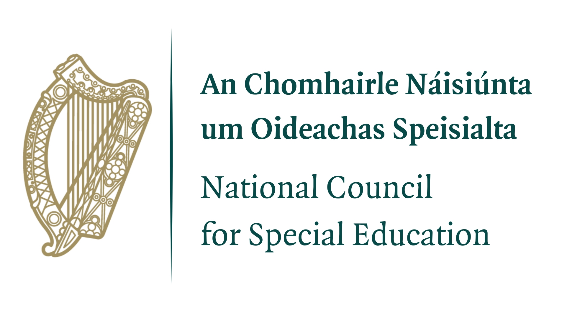 An Chomhairle Náisiúnta
um Oideachas Speisialta
National Council
for Special Education